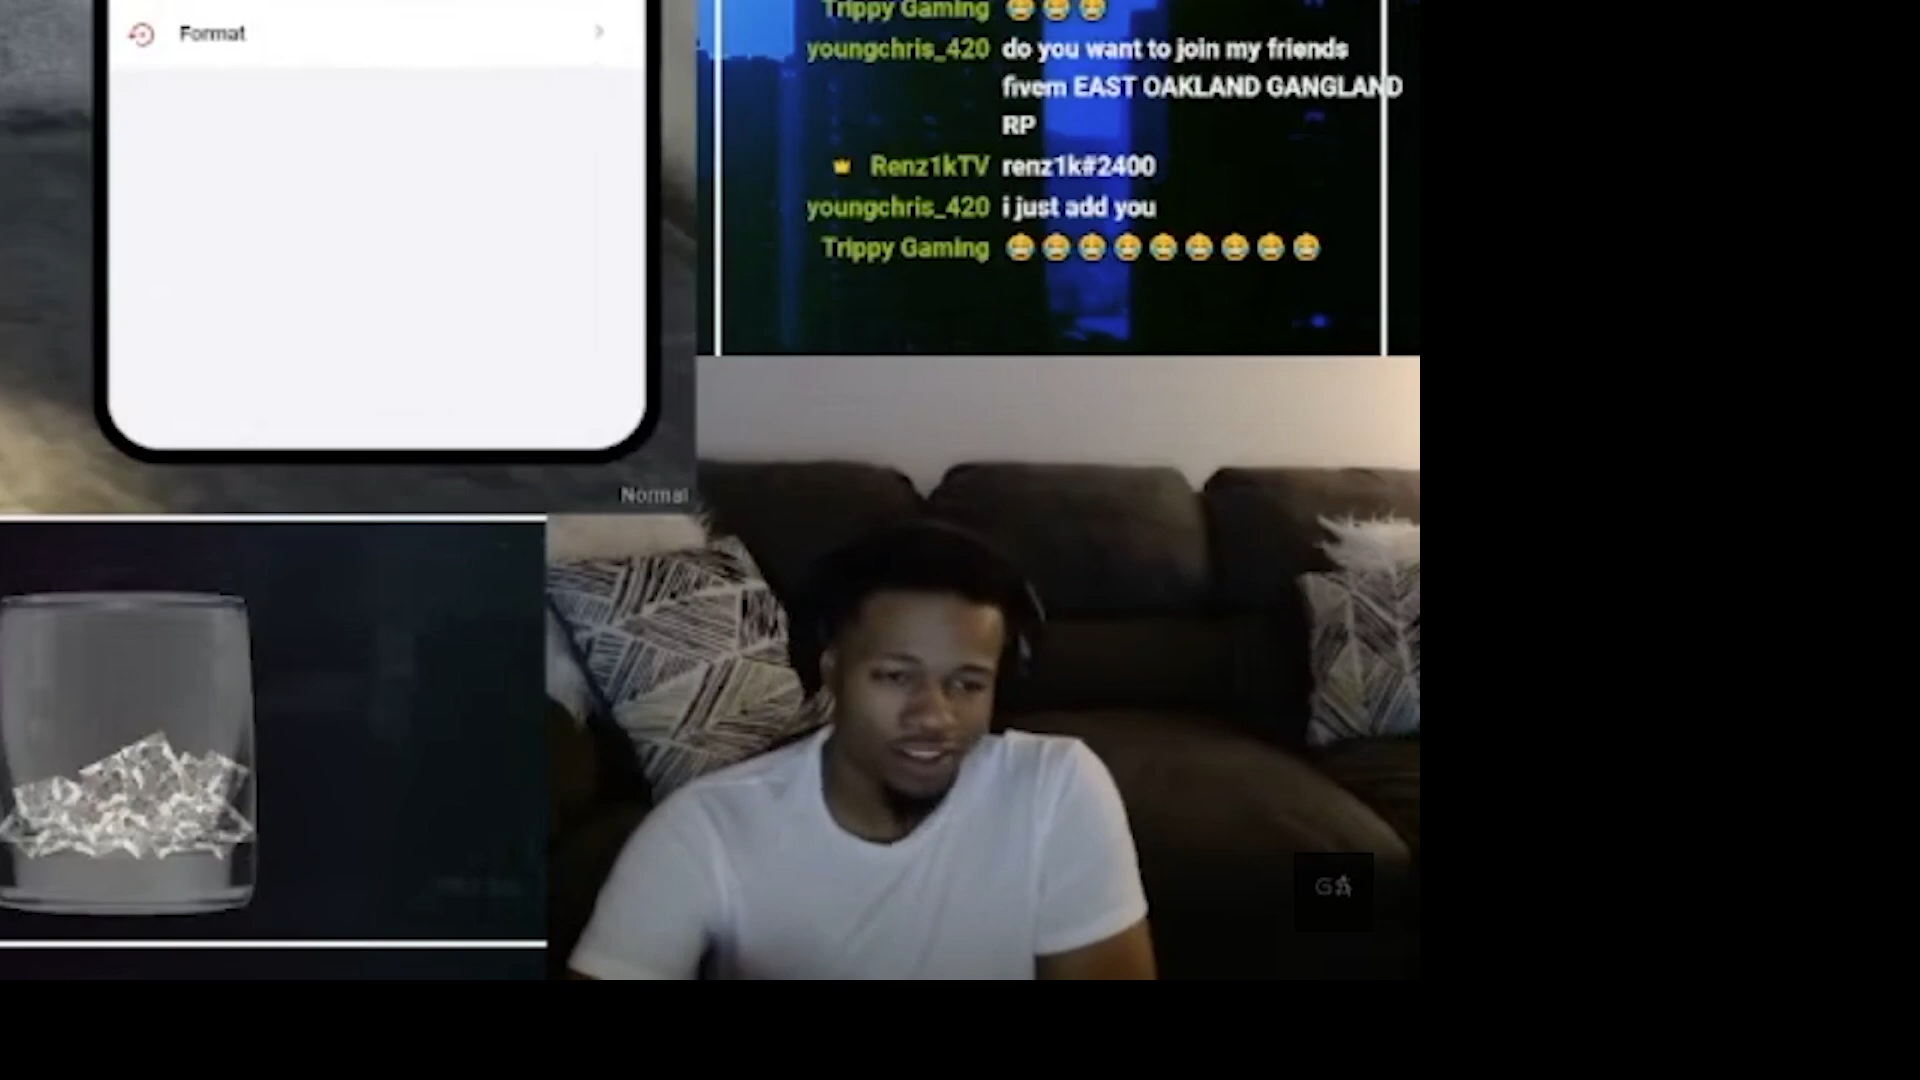 Format
Normal
Trippy Gaming 😂 😂 😂
youngchris_420 do you want to join my friends
fivem EAST OAKLAND GANGLAND
RP
Renz1kTV renz1k#2400
youngchris_420 i just add you
Trippy Gaming 😂 😂 😂 😂 😂 😂 😂 😂 😂